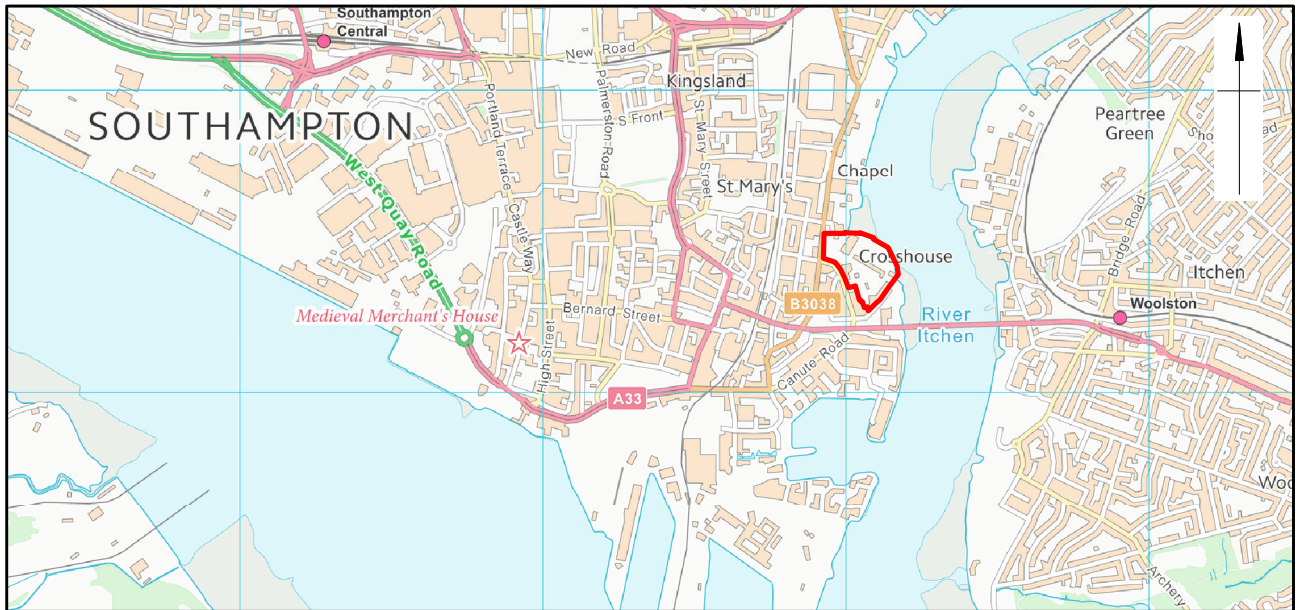 Southampton
Central
New Road
Kingsland
Palmerston Road
S Front
St Mary Street
Portland Terrace
SOUTHAMPTON
Peartree
Green
Chapel
St Mary's
West Quay Road
Castle Way
Bridge Road
Crosshouse
Itchen
B3038
Woolston
Medieval Merchant's House
Bernard Street
River
Itchen
High Street
Canute Road
A33
Archery